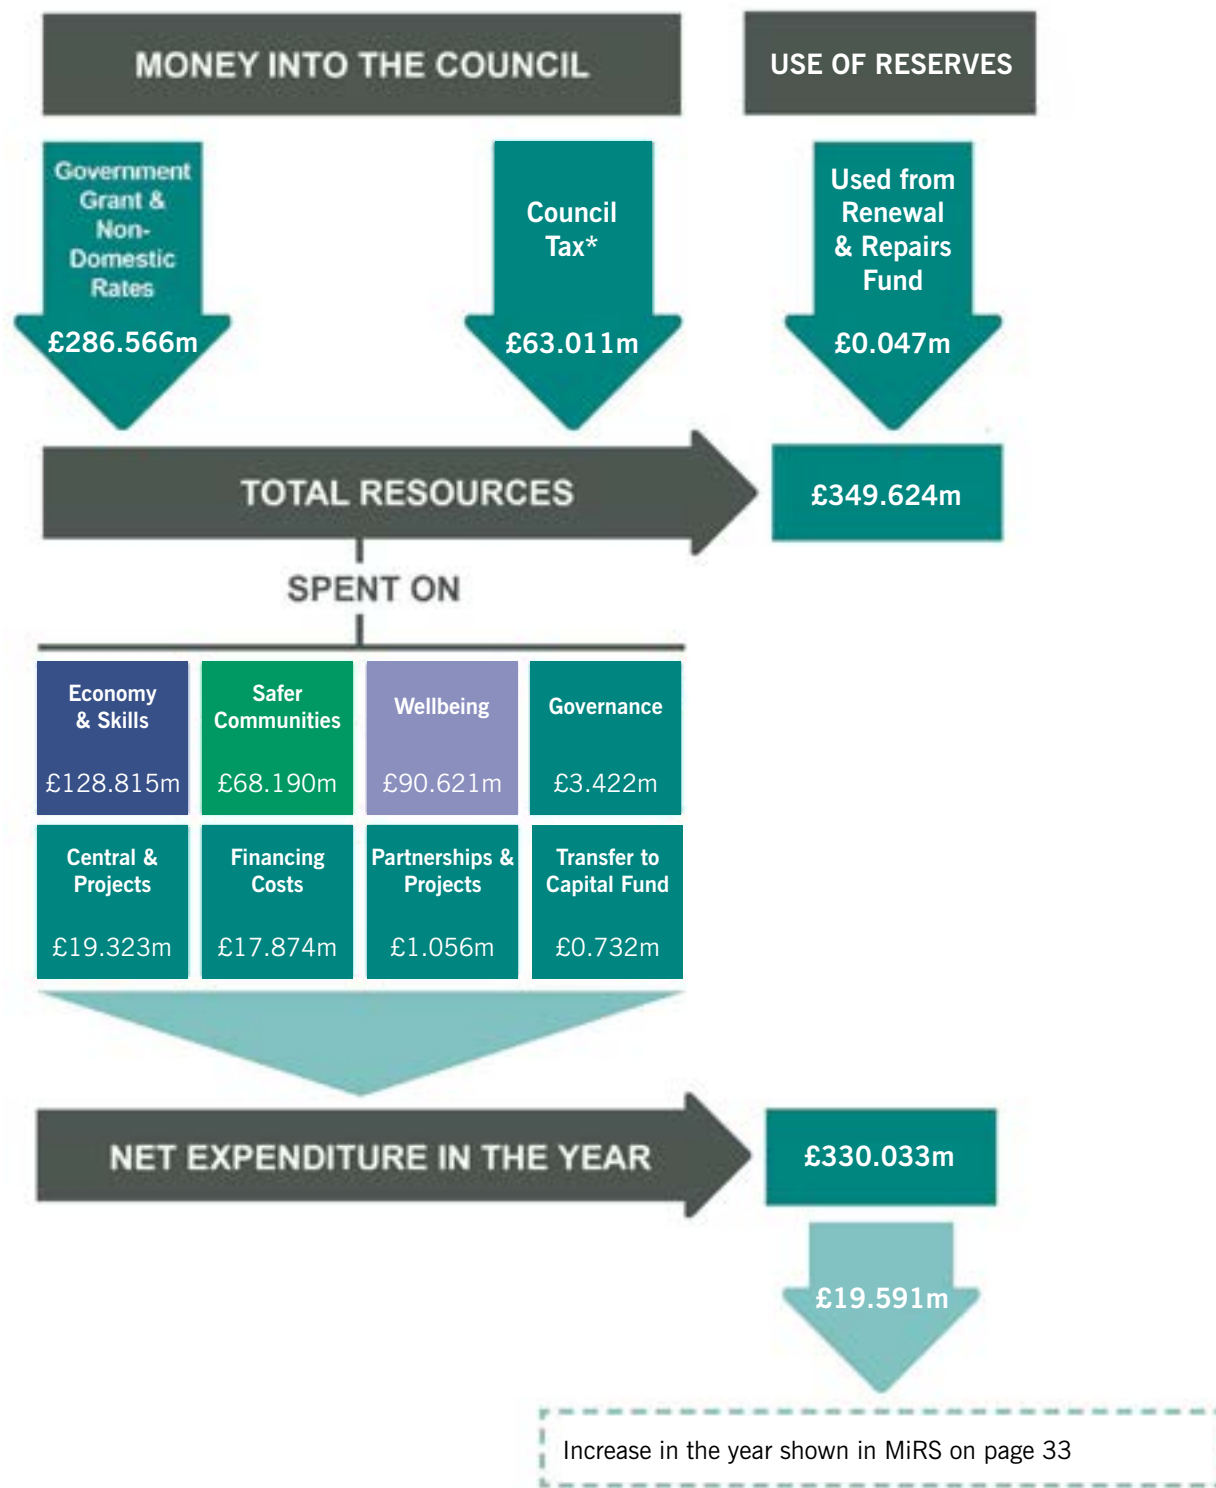 MONEY INTO THE COUNCIL
USE OF RESERVES
Government
Grant &
Non-
Domestic
Rates
£286.566m
Council
Tax*
£63.011m
Used from
Renewal
& Repairs
Fund
£0.047m
TOTAL RESOURCES
£349.624m
SPENT ON
Economy
& Skills
£128.815m
Safer
Communities
£68.190m
Wellbeing
£90.621m
Governance
£3.422m
Central &
Projects
£19.323m
Financing
Costs
£17.874m
Partnerships &
Projects
£1.056m
Transfer to
Capital Fund
£0.732m
NET EXPENDITURE IN THE YEAR
£330.033m
£19.591m
Increase in the year shown in MiRS on page 33